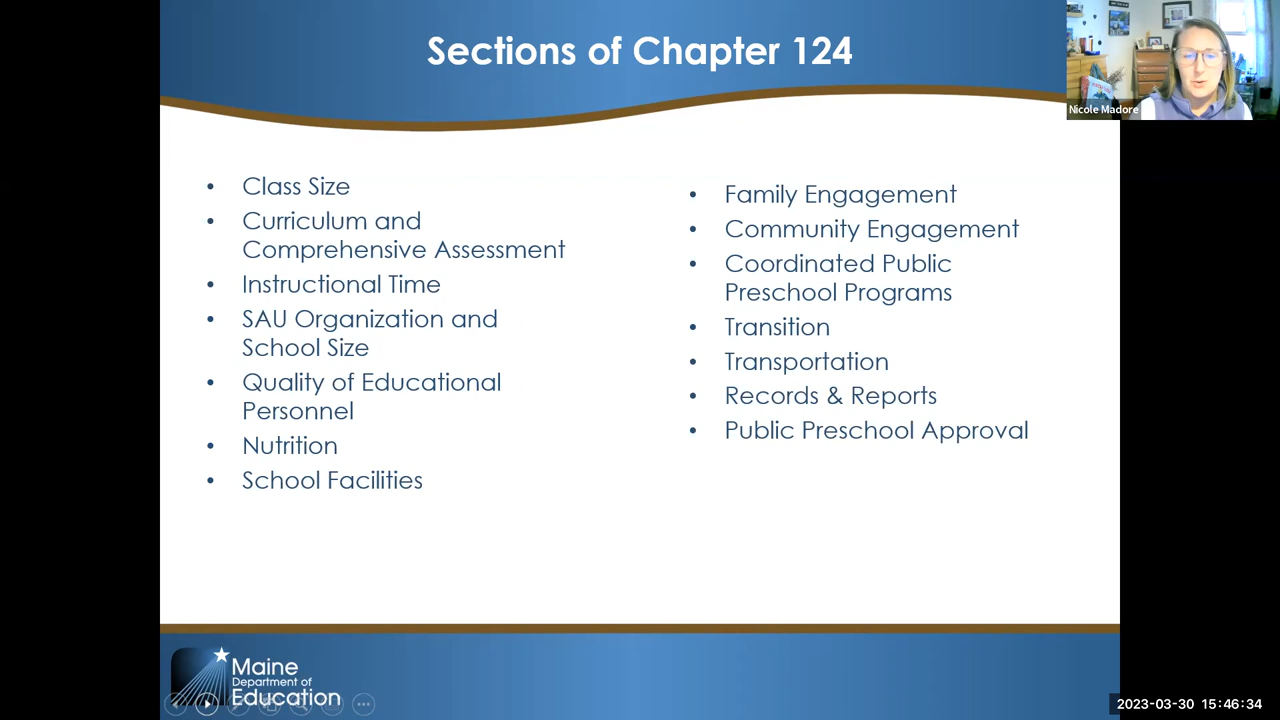 Sections of Chapter 124
Nicole Madore
• Class Size
• Curriculum and
Comprehensive Assessment
• Instructional Time
• SAU Organization and
School Size
• Quality of Educational
Personnel
• Nutrition
• School Facilities
• Family Engagement
• Community Engagement
• Coordinated Public
Preschool Programs
• Transition
• Transportation
• Records & Reports
• Public Preschool Approval
Maine
Department of
Education
2023-03-30 15:46:34